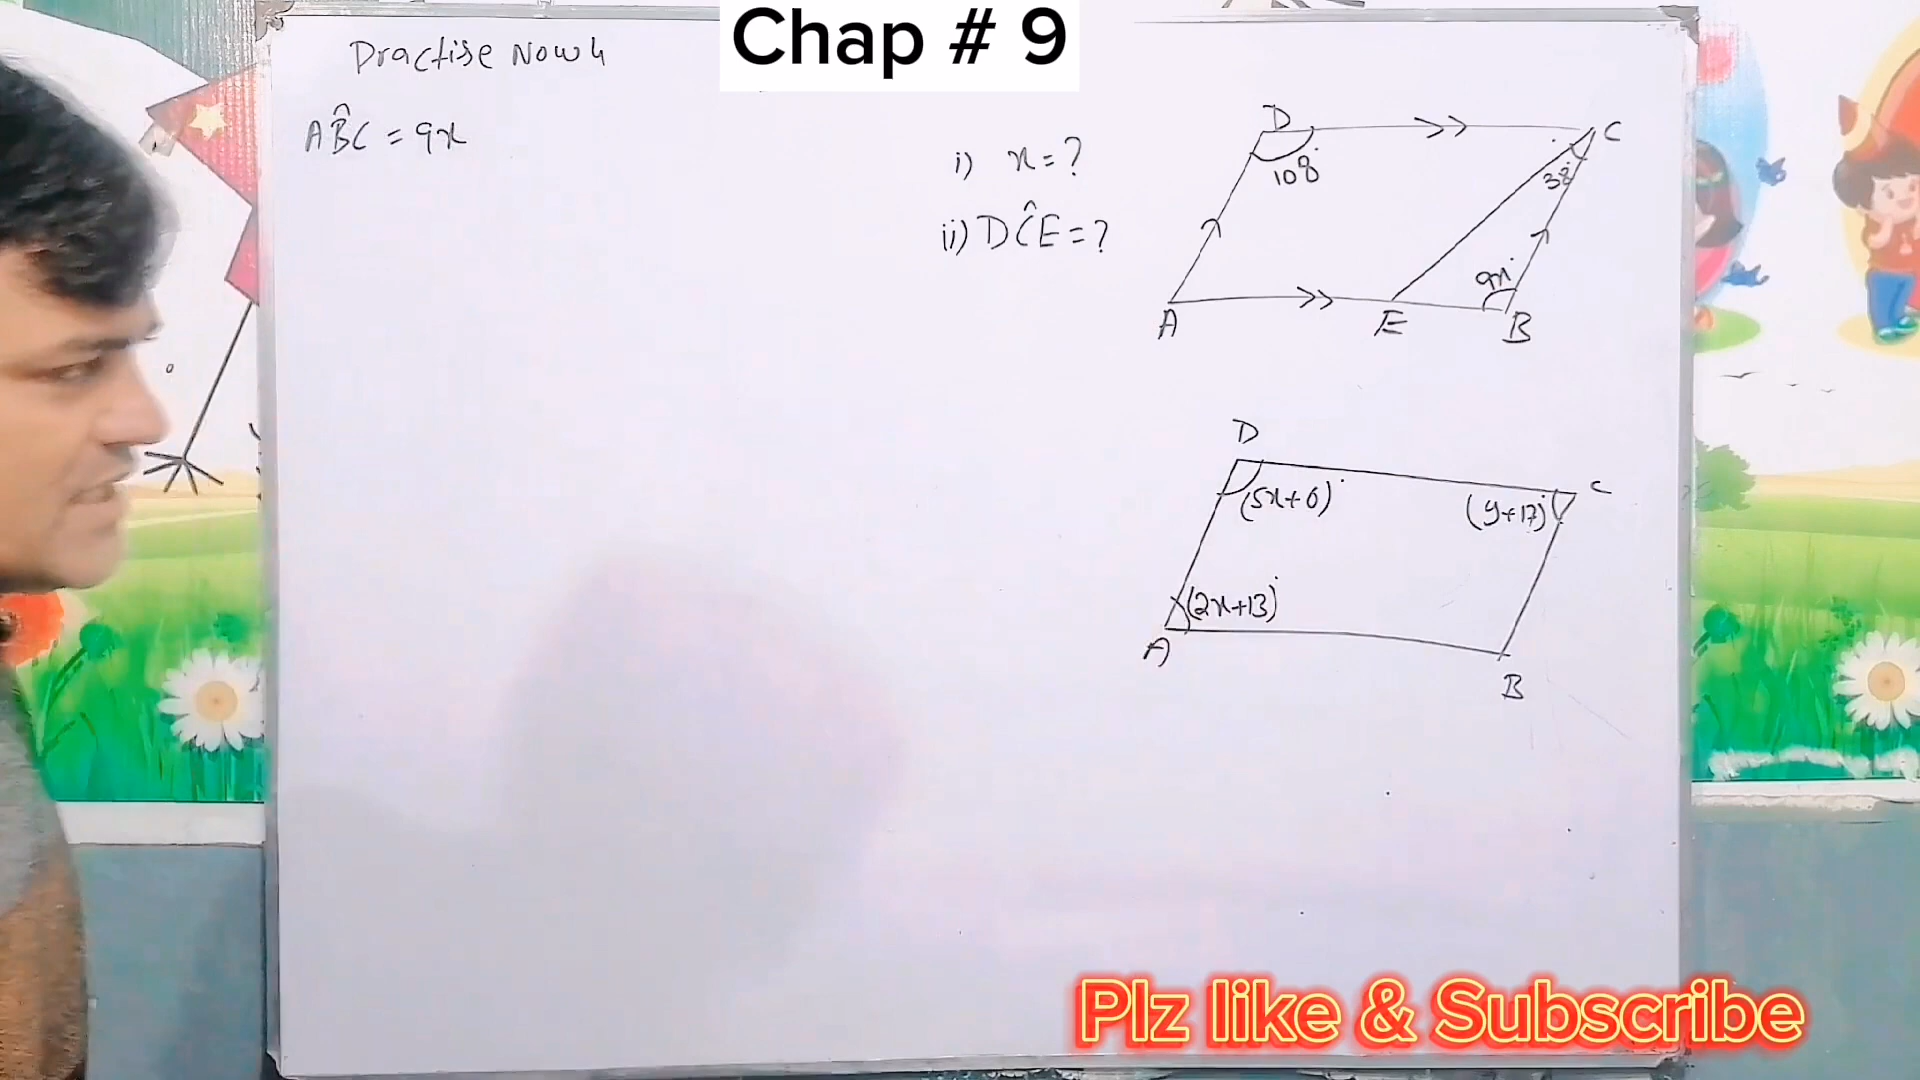 Chap # 9
Practise Now 4
AB̂C = 9x
i) x = ?
ii) DĈE = ?
D
C
108°
38°
9x°
A
E
B
D
C
(5x+6)°
(y+17)°
(2x+13)°
A
B
Plz like & Subscribe